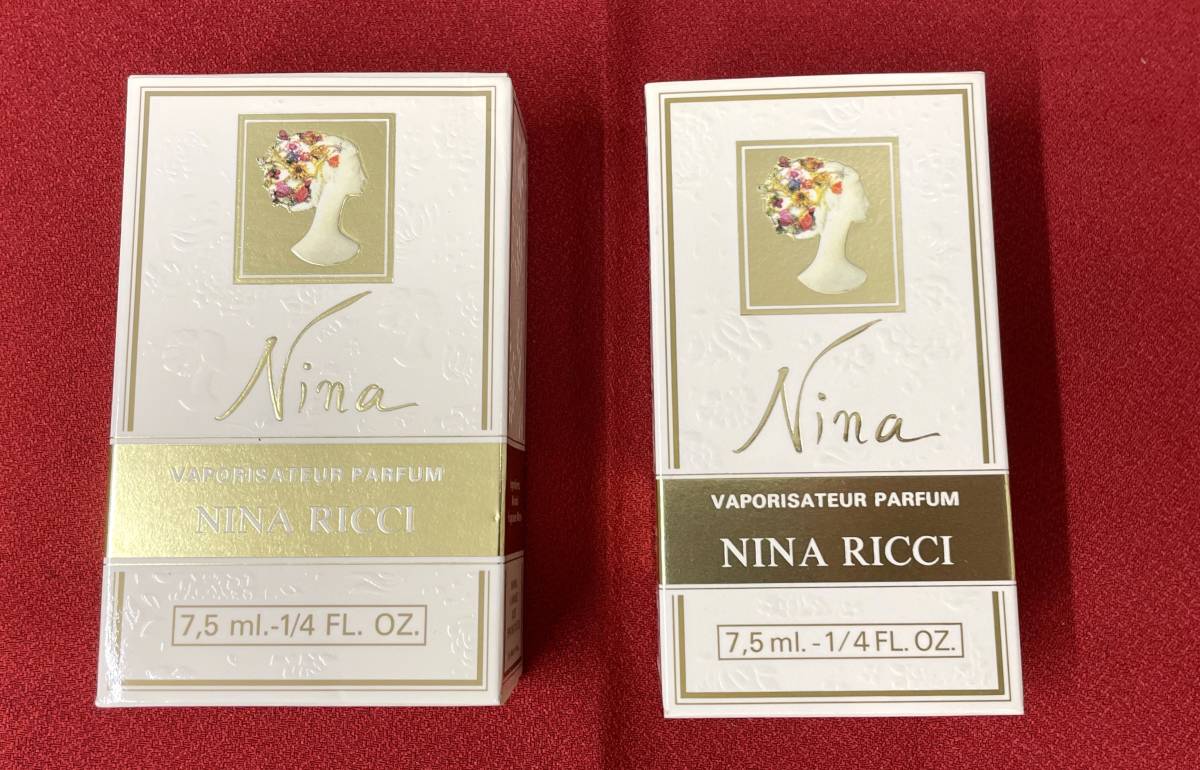 Nina
VAPORISATEUR PARFUM
NINA RICCI
7,5 ml.-1/4 FL. OZ.
Nina
VAPORISATEUR PARFUM
NINA RICCI
7,5 ml.-1/4 FL. OZ.